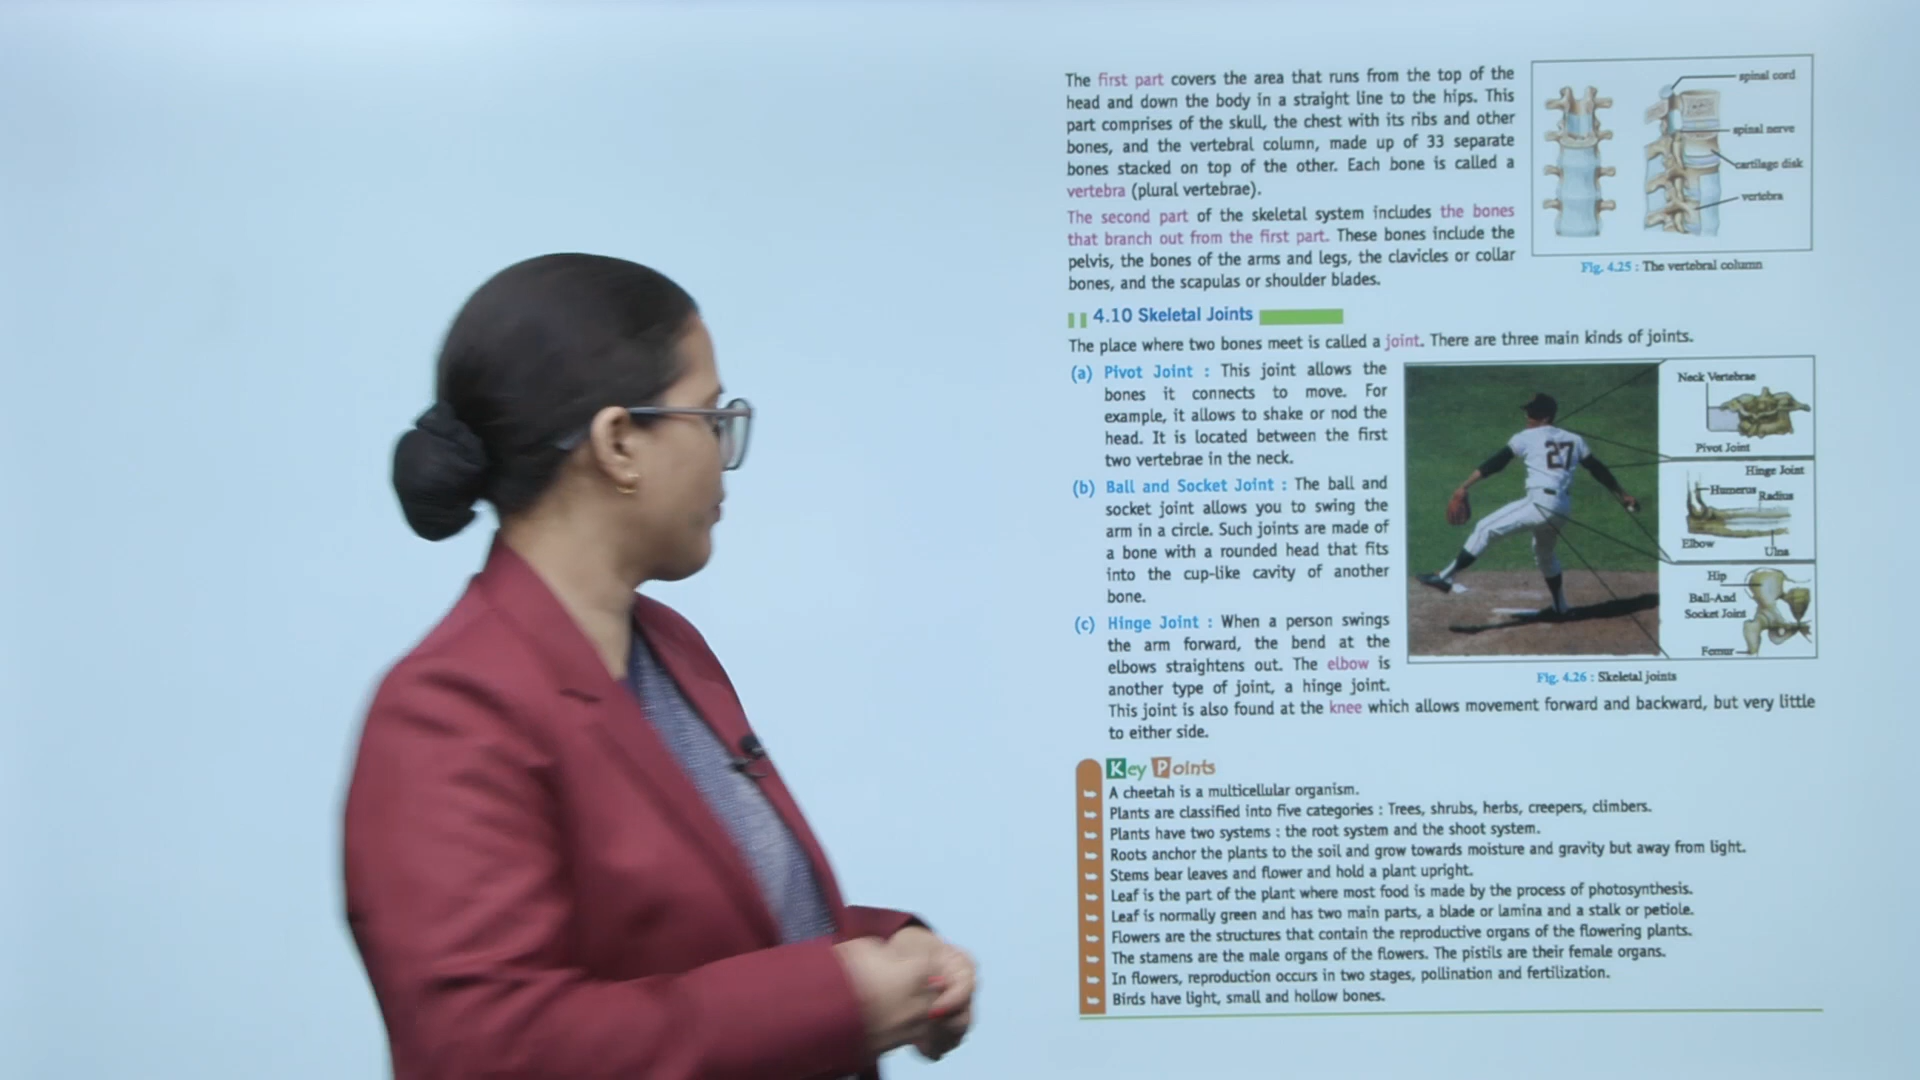 The first part covers the area that runs from the top of the
head and down the body in a straight line to the hips. This
part comprises of the skull, the chest with its ribs and other
bones, and the vertebral column, made up of 33 separate
bones stacked on top of the other. Each bone is called a
vertebra (plural vertebrae).
The second part of the skeletal system includes the bones
that branch out from the first part. These bones include the
pelvis, the bones of the arms and legs, the clavicles or collar
bones, and the scapulas or shoulder blades.
spinal cord
spinal nerve
cartilage disk
vertebra
Fig. 4.25 : The vertebral column
4.10 Skeletal Joints
The place where two bones meet is called a joint. There are three main kinds of joints.
(a) Pivot Joint : This joint allows the
bones it connects to move. For
example, it allows to shake or nod the
head. It is located between the first
two vertebrae in the neck.
(b) Ball and Socket Joint : The ball and
socket joint allows you to swing the
arm in a circle. Such joints are made of
a bone with a rounded head that fits
into the cup-like cavity of another
bone.
(c) Hinge Joint : When a person swings
the arm forward, the bend at the
elbows straightens out. The elbow is
another type of joint, a hinge joint.
This joint is also found at the knee which allows movement forward and backward, but very little
to either side.
27
Neck Vertebrae
Pivot Joint
Hinge Joint
Humerus
Radius
Elbow
Ulna
Hip
Ball-And
Socket Joint
Femur
Fig. 4.26 : Skeletal joints
Key Points
A cheetah is a multicellular organism.
Plants are classified into five categories : Trees, shrubs, herbs, creepers, climbers.
Plants have two systems : the root system and the shoot system.
Roots anchor the plants to the soil and grow towards moisture and gravity but away from light.
Stems bear leaves and flower and hold a plant upright.
Leaf is the part of the plant where most food is made by the process of photosynthesis.
Leaf is normally green and has two main parts, a blade or lamina and a stalk or petiole.
Flowers are the structures that contain the reproductive organs of the flowering plants.
The stamens are the male organs of the flowers. The pistils are their female organs.
In flowers, reproduction occurs in two stages, pollination and fertilization.
Birds have light, small and hollow bones.